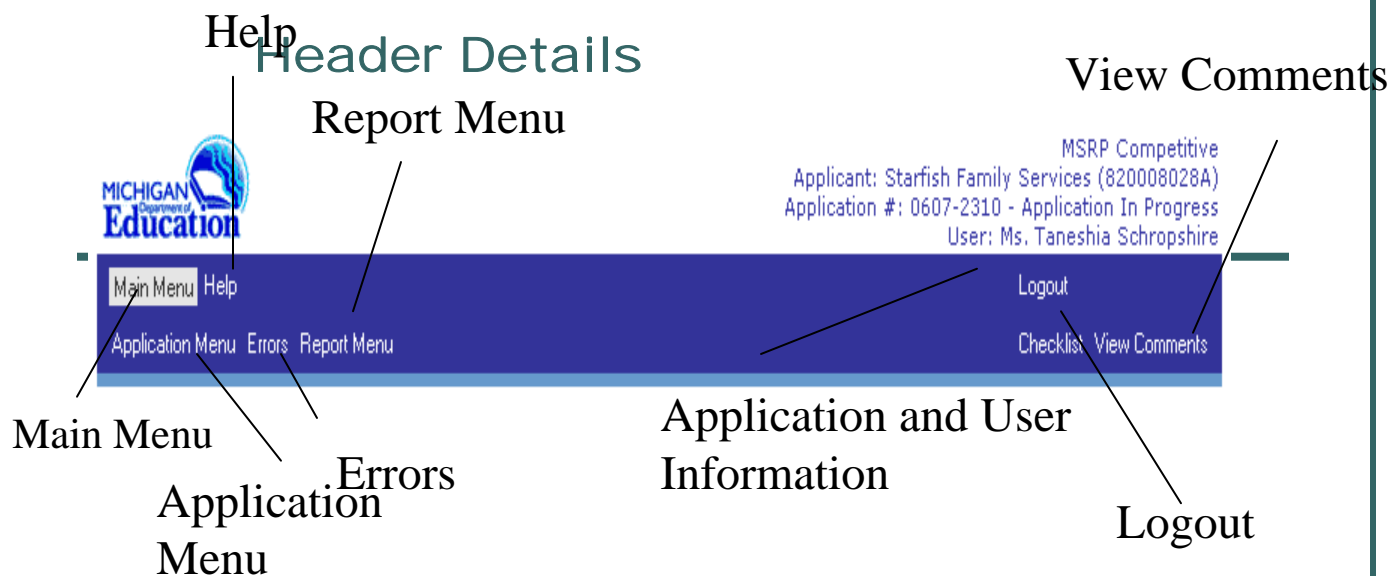 Help
Header Details
View Comments
Report Menu
MICHIGAN
Department of
Education
MSRP Competitive
Applicant: Starfish Family Services (820008028A)
Application #: 0607-2310 - Application In Progress
User: Ms. Taneshia Schropshire
Main Menu Help Logout
Application Menu Errors Report Menu Checklist View Comments
Main Menu
Application
Menu
Errors
Application and User
Information
Logout